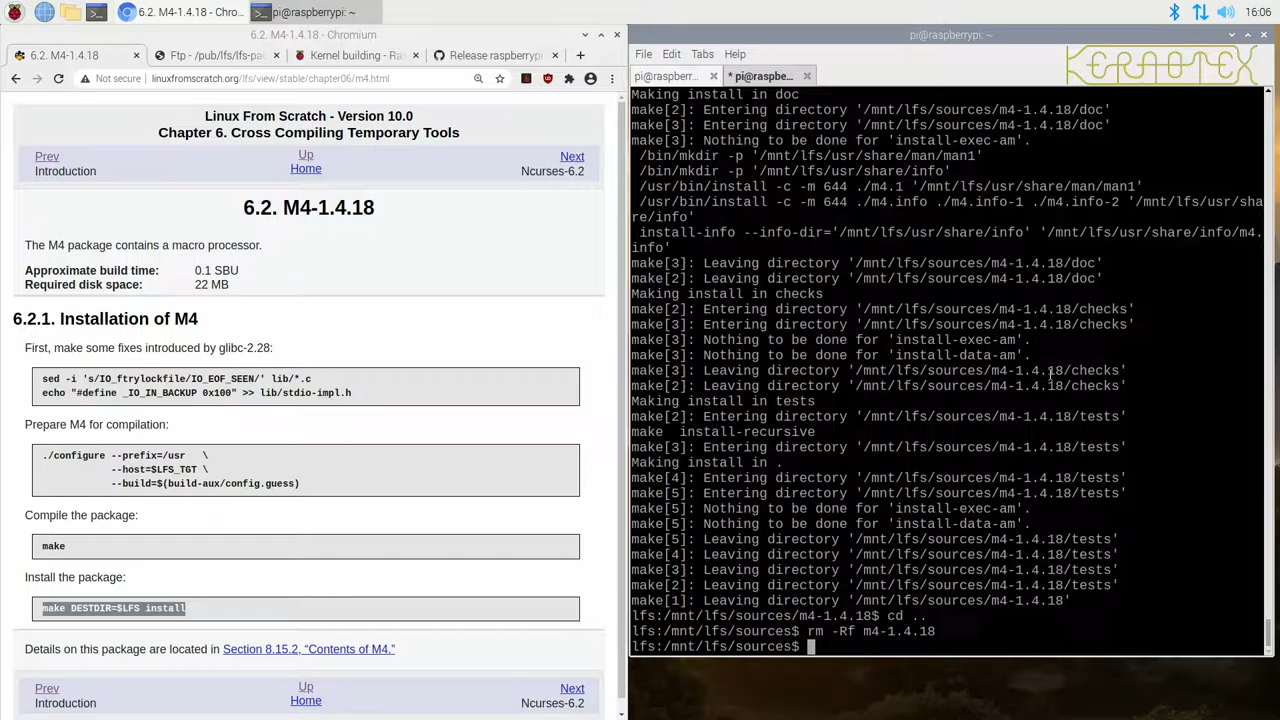 6.2. M4-1.4.18 - Chro...
pi@raspberrypi: ~
16:06
6.2. M4-1.4.18 - Chromium
6.2. M4-1.4.18
Ftp - /pub/lfs/lfs-pa
Kernel building - Ras
Release raspberrypi
Not secure | linuxfromscratch.org/lfs/view/stable/chapter06/m4.html
Linux From Scratch - Version 10.0
Chapter 6. Cross Compiling Temporary Tools
Prev
Up
Next
Introduction
Home
Ncurses-6.2
6.2. M4-1.4.18
The M4 package contains a macro processor.
Approximate build time: 0.1 SBU
Required disk space: 22 MB
6.2.1. Installation of M4
First, make some fixes introduced by glibc-2.28:
sed -i 's/IO_ftrylockfile/IO_EOF_SEEN/' lib/*.c
echo "#define _IO_IN_BACKUP 0x100" >> lib/stdio-impl.h
Prepare M4 for compilation:
./configure --prefix=/usr \
--host=$LFS_TGT \
--build=$(build-aux/config.guess)
Compile the package:
make
Install the package:
make DESTDIR=$LFS install
Details on this package are located in Section 8.15.2, “Contents of M4.”
Prev
Up
Next
Introduction
Home
Ncurses-6.2
pi@raspberrypi: ~
File Edit Tabs Help
KERNOTEX
pi@raspberr...
* pi@raspbe...
Making install in doc
make[2]: Entering directory '/mnt/lfs/sources/m4-1.4.18/doc'
make[3]: Entering directory '/mnt/lfs/sources/m4-1.4.18/doc'
make[3]: Nothing to be done for 'install-exec-am'.
/bin/mkdir -p '/mnt/lfs/usr/share/man/man1'
/bin/mkdir -p '/mnt/lfs/usr/share/info'
/usr/bin/install -c -m 644 ./m4.1 '/mnt/lfs/usr/share/man/man1'
/usr/bin/install -c -m 644 ./m4.info ./m4.info-1 ./m4.info-2 '/mnt/lfs/usr/sha
re/info'
install-info --info-dir='/mnt/lfs/usr/share/info' '/mnt/lfs/usr/share/info/m4.
info'
make[3]: Leaving directory '/mnt/lfs/sources/m4-1.4.18/doc'
make[2]: Leaving directory '/mnt/lfs/sources/m4-1.4.18/doc'
Making install in checks
make[2]: Entering directory '/mnt/lfs/sources/m4-1.4.18/checks'
make[3]: Entering directory '/mnt/lfs/sources/m4-1.4.18/checks'
make[3]: Nothing to be done for 'install-exec-am'.
make[3]: Nothing to be done for 'install-data-am'.
make[3]: Leaving directory '/mnt/lfs/sources/m4-1.4.18/checks'
make[2]: Leaving directory '/mnt/lfs/sources/m4-1.4.18/checks'
Making install in tests
make[2]: Entering directory '/mnt/lfs/sources/m4-1.4.18/tests'
make  install-recursive
make[3]: Entering directory '/mnt/lfs/sources/m4-1.4.18/tests'
Making install in .
make[4]: Entering directory '/mnt/lfs/sources/m4-1.4.18/tests'
make[5]: Entering directory '/mnt/lfs/sources/m4-1.4.18/tests'
make[5]: Nothing to be done for 'install-exec-am'.
make[5]: Nothing to be done for 'install-data-am'.
make[5]: Leaving directory '/mnt/lfs/sources/m4-1.4.18/tests'
make[4]: Leaving directory '/mnt/lfs/sources/m4-1.4.18/tests'
make[3]: Leaving directory '/mnt/lfs/sources/m4-1.4.18/tests'
make[2]: Leaving directory '/mnt/lfs/sources/m4-1.4.18/tests'
make[1]: Leaving directory '/mnt/lfs/sources/m4-1.4.18'
lfs:/mnt/lfs/sources/m4-1.4.18$ cd ..
lfs:/mnt/lfs/sources$ rm -Rf m4-1.4.18
lfs:/mnt/lfs/sources$